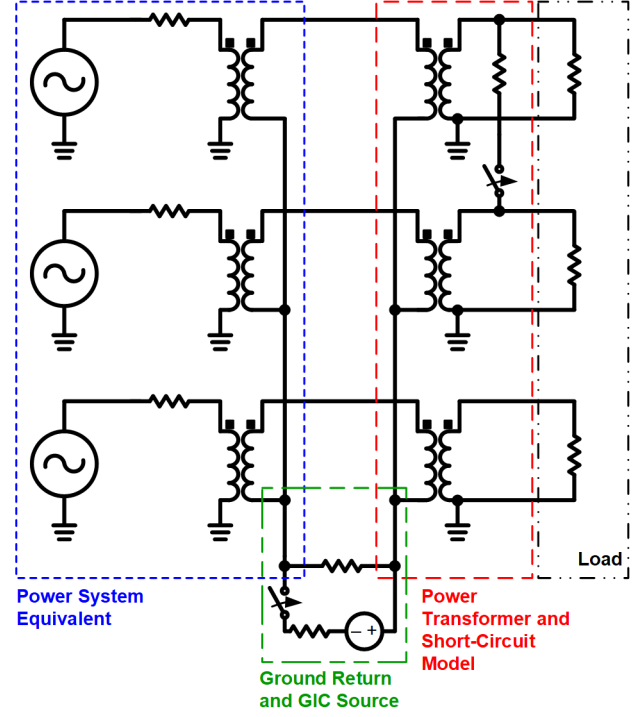 Load
Power System
Equivalent
Power
Transformer and
Short-Circuit
Model
– +
Ground Return
and GIC Source